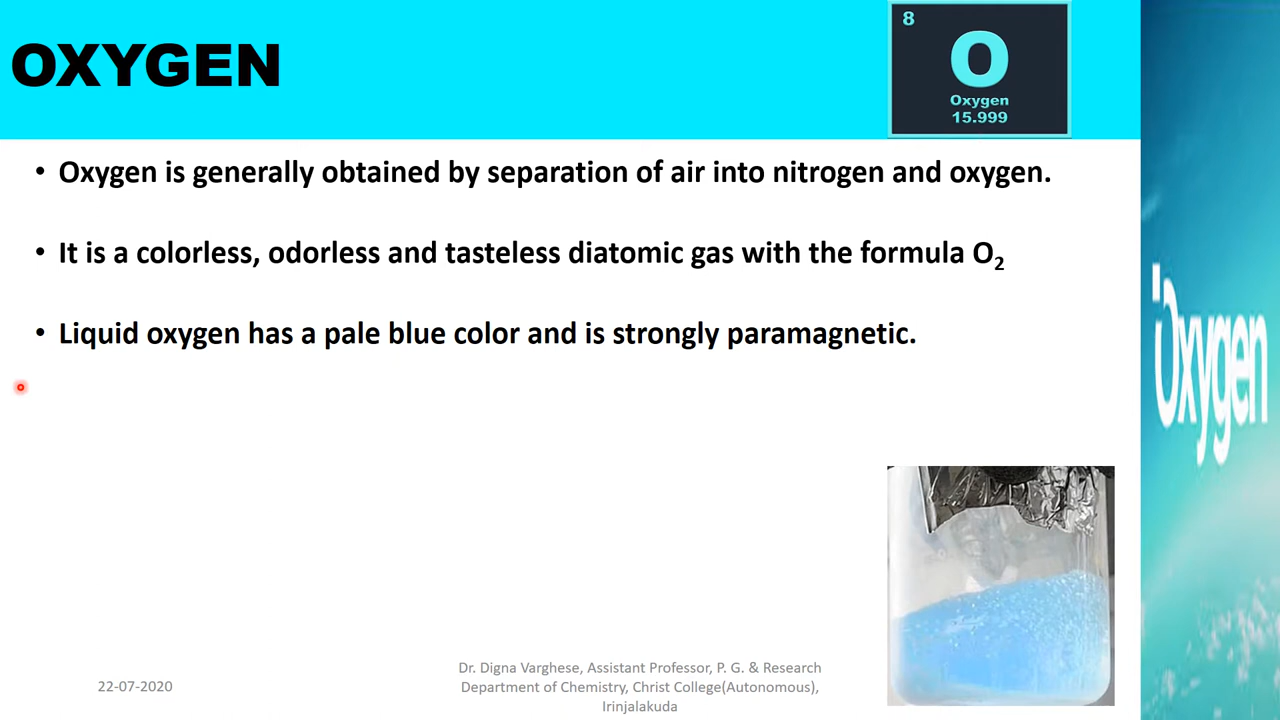 OXYGEN
8
O
Oxygen
15.999
• Oxygen is generally obtained by separation of air into nitrogen and oxygen.
• It is a colorless, odorless and tasteless diatomic gas with the formula O₂
• Liquid oxygen has a pale blue color and is strongly paramagnetic.
Oxygen
22-07-2020
Dr. Digna Varghese, Assistant Professor, P. G. & Research
Department of Chemistry, Christ College(Autonomous),
Irinjalakuda